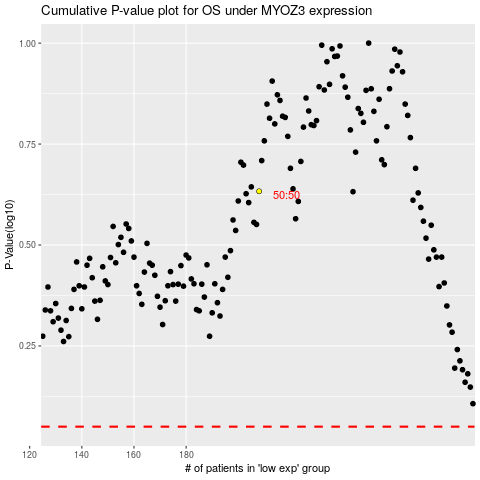 Cumulative P-value plot for OS under MYOZ3 expression
1.00
0.75
50:50
0.50
0.25
P-Value(log10)
120 140 160 180
# of patients in 'low exp' group